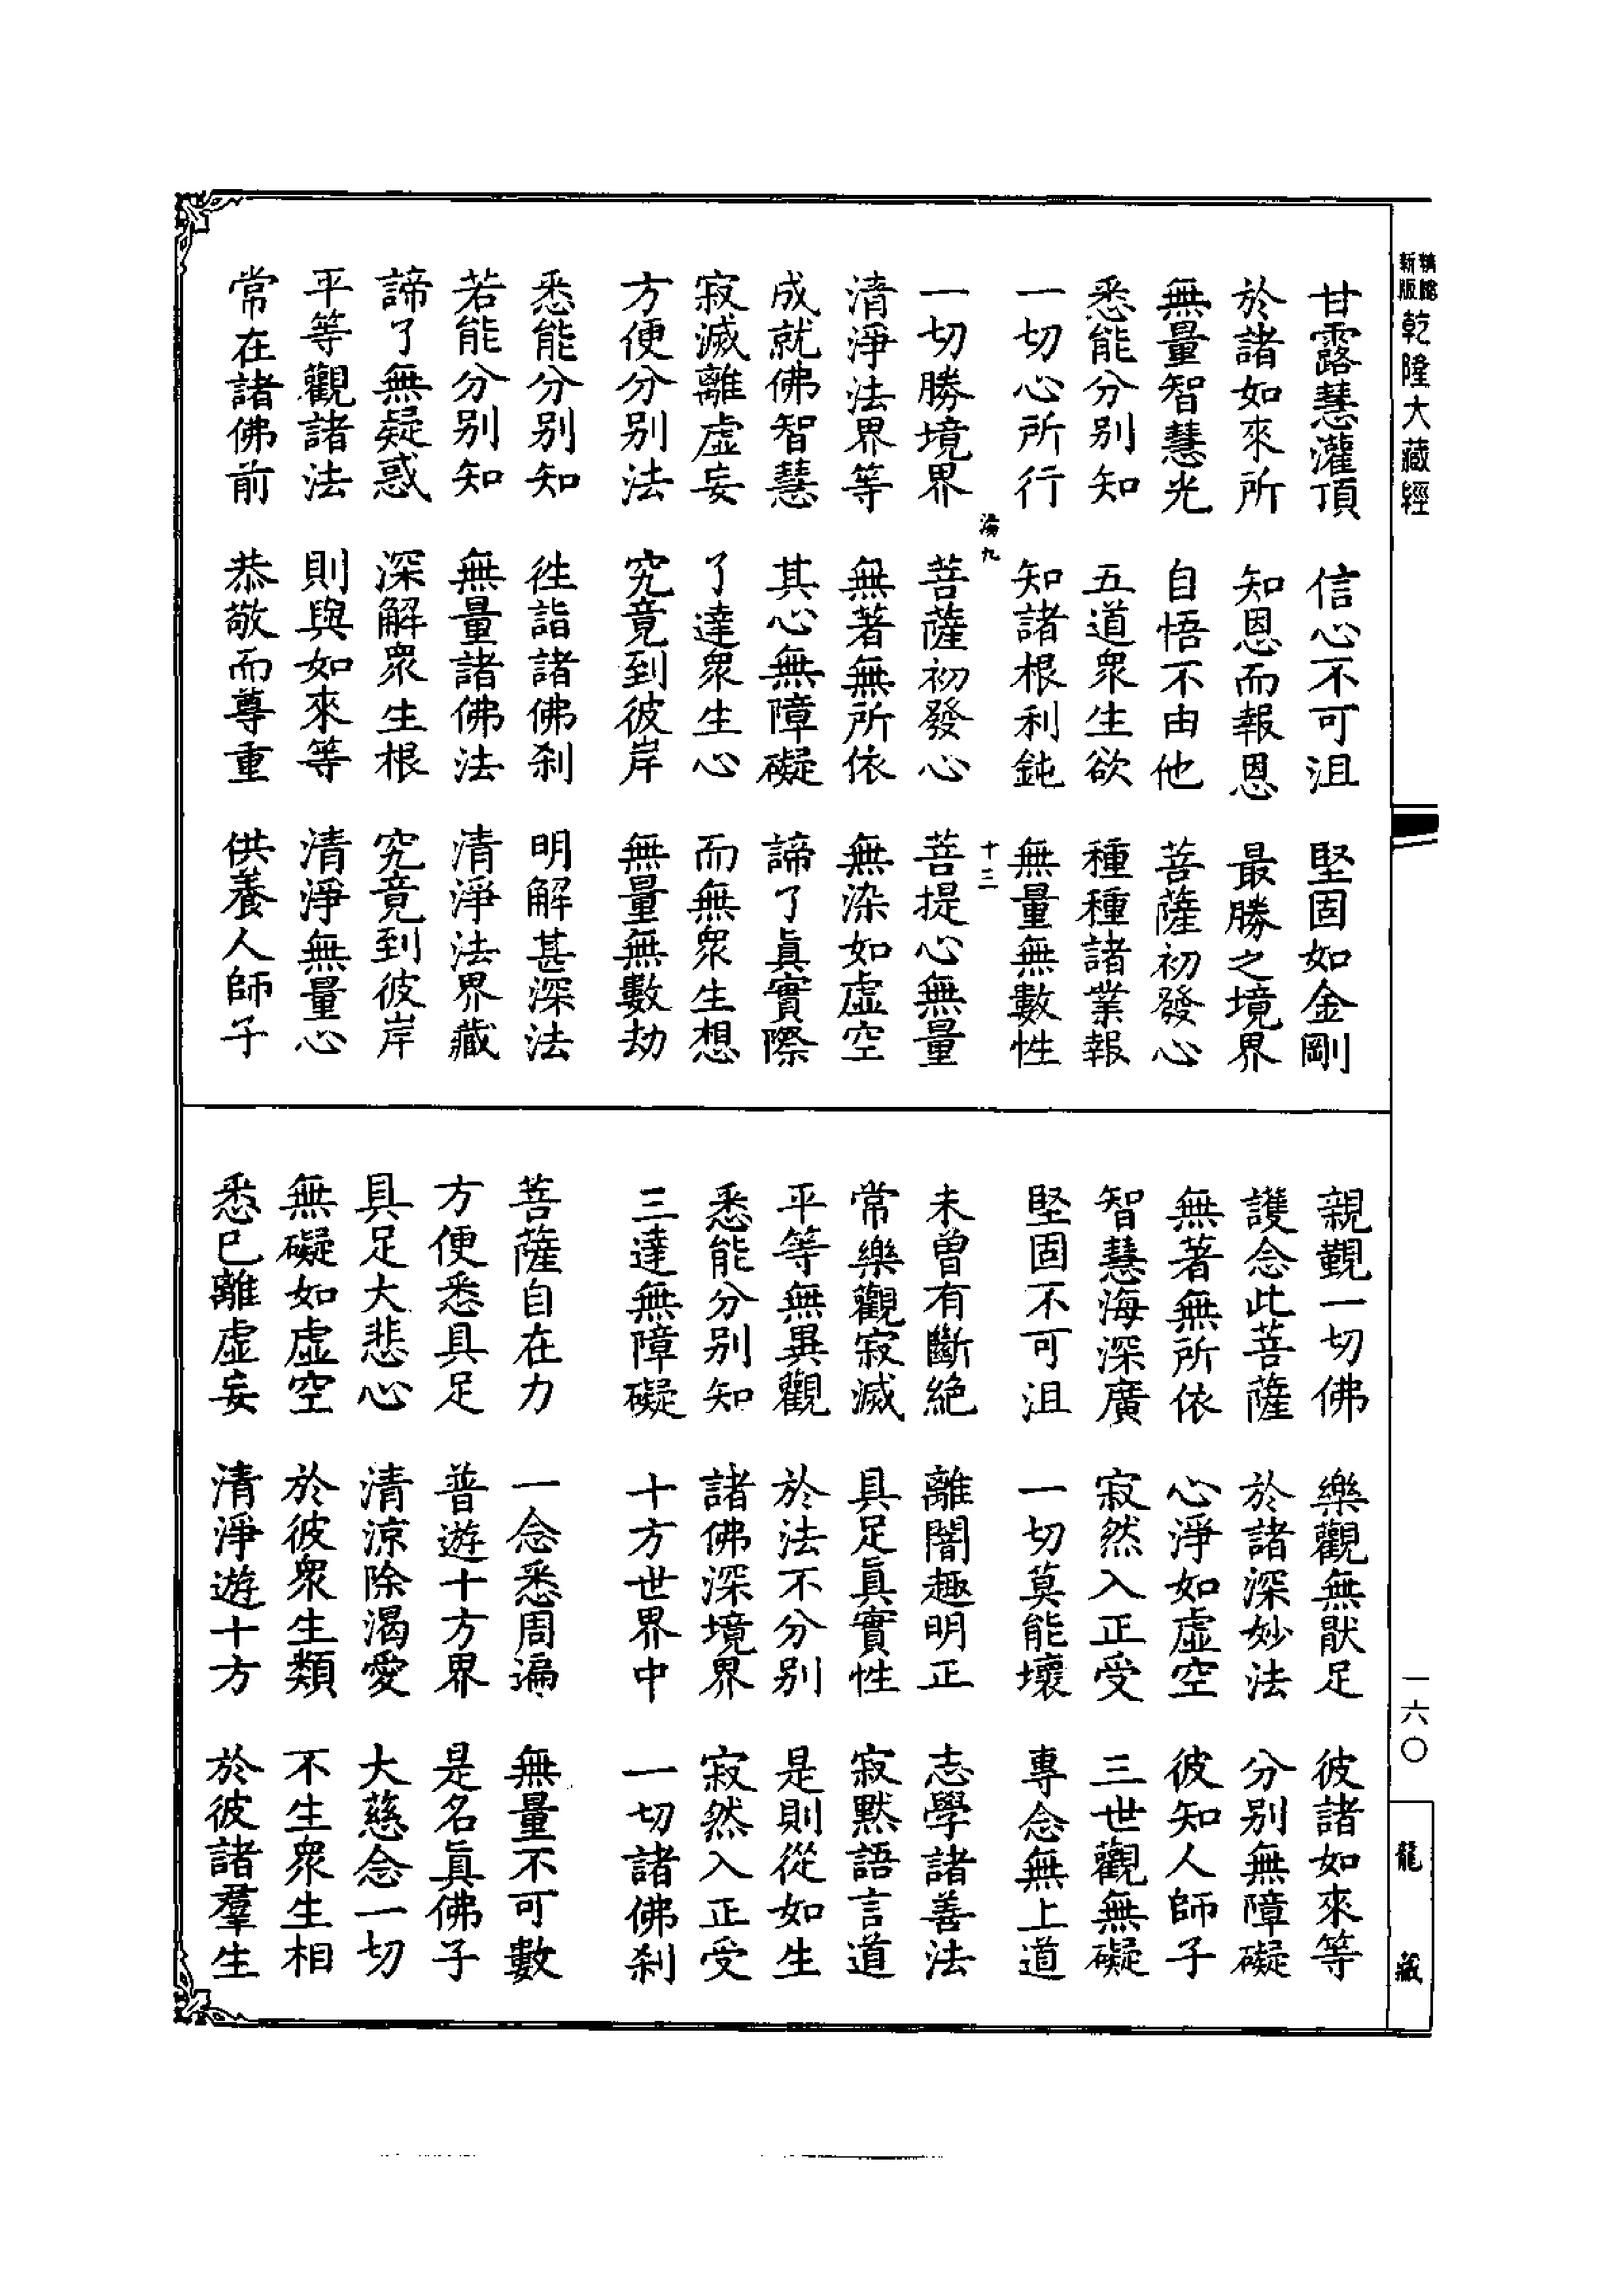 新版
乾隆大藏經
甘露慧灌頂　信心不可沮　堅固如金剛
於諸如來所　知恩而報恩　最勝之境界
無量智慧光　自悟不由他　菩薩初發心
悉能分別知　五道衆生欲　種種諸業報
一切心所行　知諸根利鈍　無量無數性
九　十三
一切勝境界　菩薩初發心　菩提心無量
清淨法界等　無著無所依　無染如虛空
成就佛智慧　其心無障礙　諦了眞實際
寂滅離虛妄　了達衆生心　而無衆生想
方便分別法　究竟到彼岸　無量無數劫
悉能分別知　往詣諸佛刹　明解甚深法
若能分別知　無量諸佛法　清淨法界藏
諦了無疑惑　深解衆生根　究竟到彼岸
平等觀諸法　則與如來等　清淨無量心
常在諸佛前　恭敬而尊重　供養人師子
親覲一切佛　樂觀無厭足　彼諸如來等
護念此菩薩　於諸深妙法　分別無障礙
無著無所依　心淨如虛空　彼知人師子
智慧海深廣　寂然入正受　三世觀無礙
堅固不可沮　一切莫能壞　專念無上道
未曾有斷絕　離闇趣明正　志學諸善法
常樂觀寂滅　具足眞實性　寂默語言道
平等無異觀　於法不分別　是則從如生
悉能分別知　諸佛深境界　寂然入正受
三達無障礙　十方世界中　一切諸佛刹
菩薩自在力　一念悉周遍　無量不可數
方便悉具足　普遊十方界　是名眞佛子
具足大悲心　清涼除渴愛　大慈念一切
無礙如虛空　於彼衆生類　不生衆生相
悉已離虛妄　清淨遊十方　於彼諸羣生
一六〇
龍藏